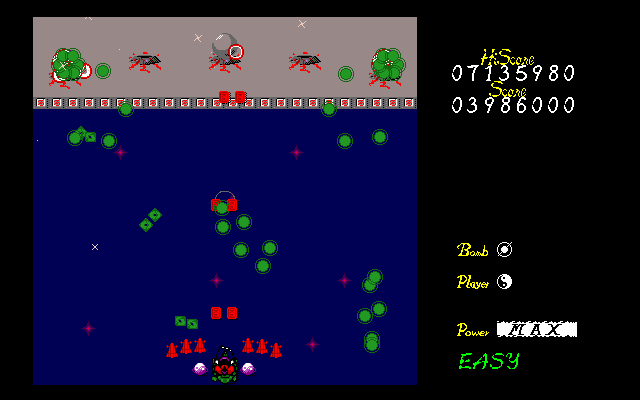 HiScore
07135980
Score
03986000
Bomb
Player
Power MAX
EASY